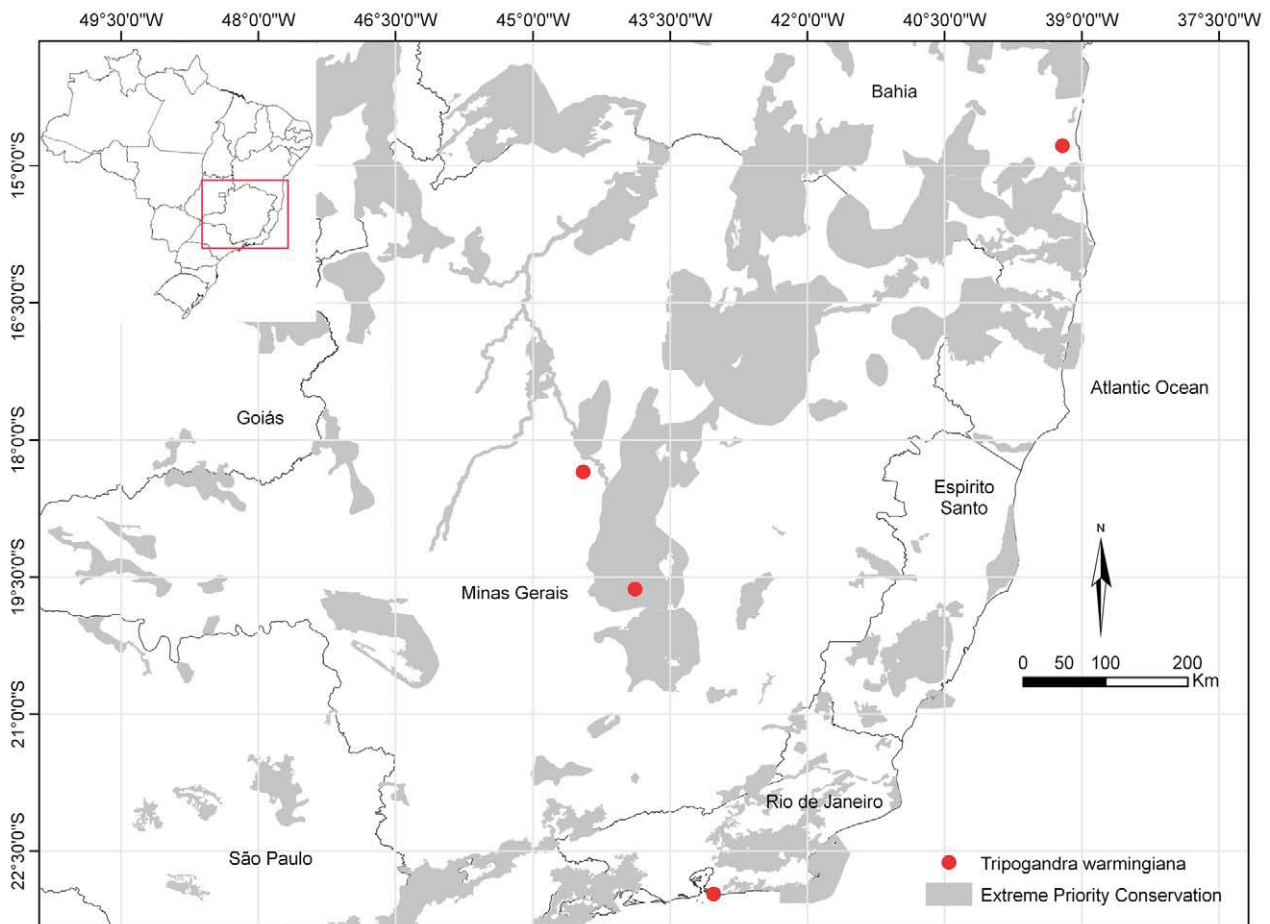 49°30'0"W 48°0'0"W 46°30'0"W 45°0'0"W 43°30'0"W 42°0'0"W 40°30'0"W 39°0'0"W 37°30'0"W
Bahia
15°0'0"S
16°30'0"S
Atlantic Ocean
Goiás
18°0'0"S
Espirito
Santo
N
19°30'0"S
Minas Gerais
0 50 100 200
Km
21°0'0"S
Rio de Janeiro
22°30'0"S
São Paulo
Tripogandra warmingiana
Extreme Priority Conservation